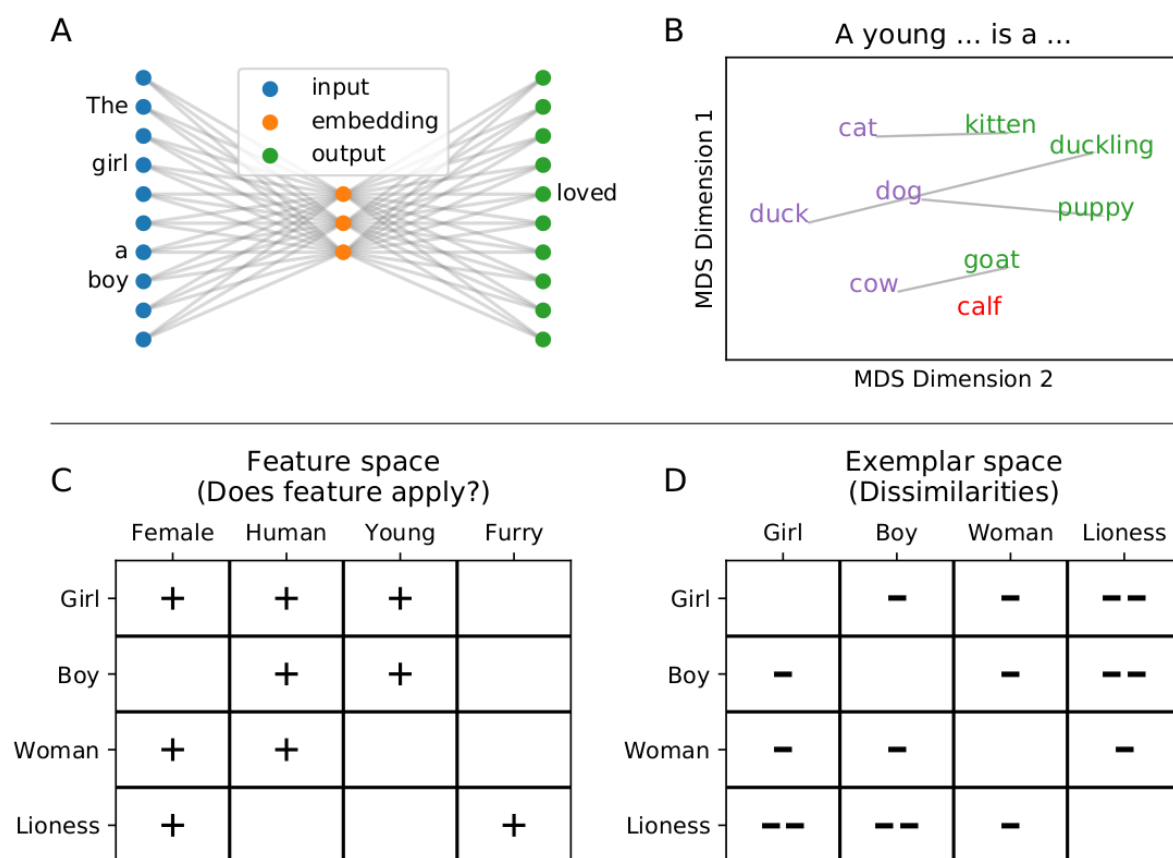 A
The
girl
a
boy
input
embedding
output
loved
B
A young ... is a ...
MDS Dimension 1
cat
kitten
duckling
dog
duck
puppy
goat
cow
calf
MDS Dimension 2
C
Feature space
(Does feature apply?)
Female Human Young Furry
Girl + + +
Boy + +
Woman + +
Lioness + +
D
Exemplar space
(Dissimilarities)
Girl Boy Woman Lioness
Girl - - --
Boy - - --
Woman - - -
Lioness -- -- -